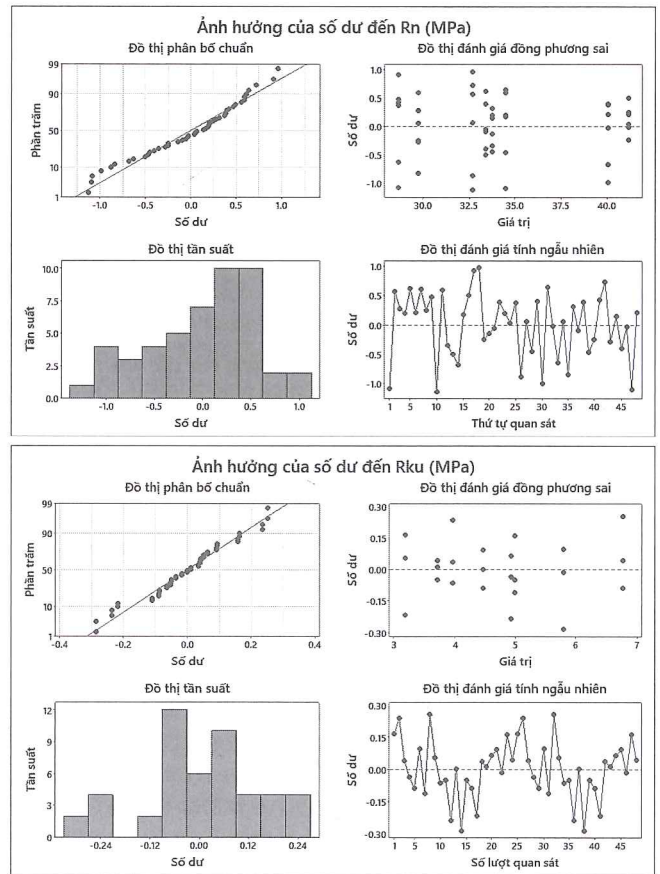 Ảnh hưởng của số dư đến Rn (MPa)
Đồ thị phân bố chuẩn
Phần trăm
99
90
50
10
1
-1.0 -0.5 0.0 0.5 1.0
Số dư
Đồ thị đánh giá đồng phương sai
Số dư
1.0
0.5
0.0
-0.5
-1.0
30.0 32.5 35.0 37.5 40.0
Giá trị
Đồ thị tần suất
Tần suất
10.0
7.5
5.0
2.5
0.0
-1.0 -0.5 0.0 0.5 1.0
Số dư
Đồ thị đánh giá tính ngẫu nhiên
Số dư
1.0
0.5
0.0
-0.5
-1.0
1 5 10 15 20 25 30 35 40 45
Thứ tự quan sát
Ảnh hưởng của số dư đến Rku (MPa)
Đồ thị phân bố chuẩn
Phần trăm
99
90
50
10
1
-0.4 -0.2 0.0 0.2 0.4
Số dư
Đồ thị đánh giá đồng phương sai
Số dư
0.30
0.15
0.00
-0.15
-0.30
3 4 5 6 7
Giá trị
Đồ thị tần suất
Tần suất
12
9
6
3
0
-0.24 -0.12 0.00 0.12 0.24
Số dư
Đồ thị đánh giá tính ngẫu nhiên
Số dư
0.30
0.15
0.00
-0.15
-0.30
1 5 10 15 20 25 30 35 40 45
Số lượt quan sát